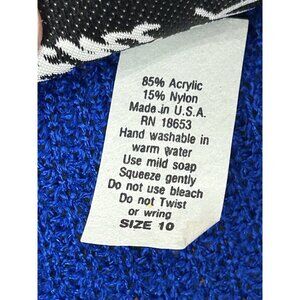 85% Acrylic
15% Nylon
Made in U.S.A.
RN 18653
Hand washable in
warm water
Use mild soap
Squeeze gently
Do not use bleach
Do not Twist
or wring
SIZE 10